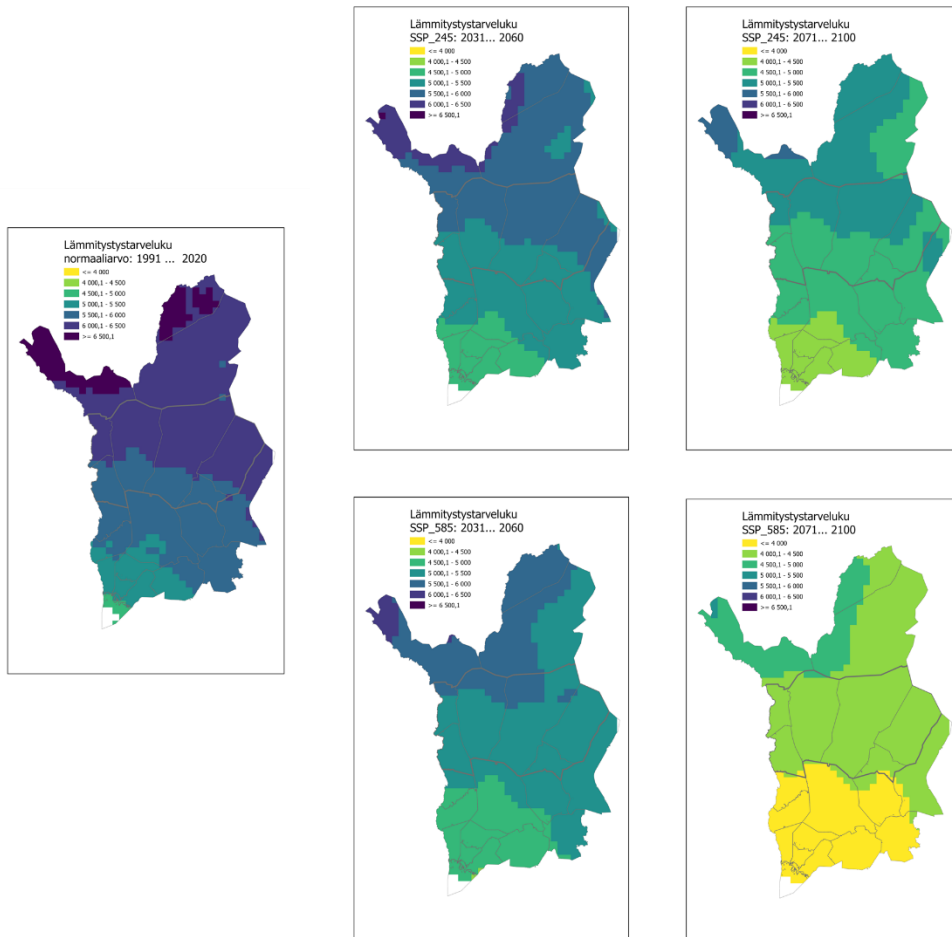 Lämmitystystarveluku
SSP_245: 2031... 2060
<= 4 000
4 000,1 - 4 500
4 500,1 - 5 000
5 000,1 - 5 500
5 500,1 - 6 000
6 000,1 - 6 500
>= 6 500,1
Lämmitystystarveluku
SSP_245: 2071... 2100
<= 4 000
4 000,1 - 4 500
4 500,1 - 5 000
5 000,1 - 5 500
5 500,1 - 6 000
6 000,1 - 6 500
>= 6 500,1
Lämmitystystarveluku
normaaliarvo: 1991 ... 2020
<= 4 000
4 000,1 - 4 500
4 500,1 - 5 000
5 000,1 - 5 500
5 500,1 - 6 000
6 000,1 - 6 500
>= 6 500,1
Lämmitystystarveluku
SSP_585: 2031... 2060
<= 4 000
4 000,1 - 4 500
4 500,1 - 5 000
5 000,1 - 5 500
5 500,1 - 6 000
6 000,1 - 6 500
>= 6 500,1
Lämmitystystarveluku
SSP_585: 2071... 2100
<= 4 000
4 000,1 - 4 500
4 500,1 - 5 000
5 000,1 - 5 500
5 500,1 - 6 000
6 000,1 - 6 500
>= 6 500,1